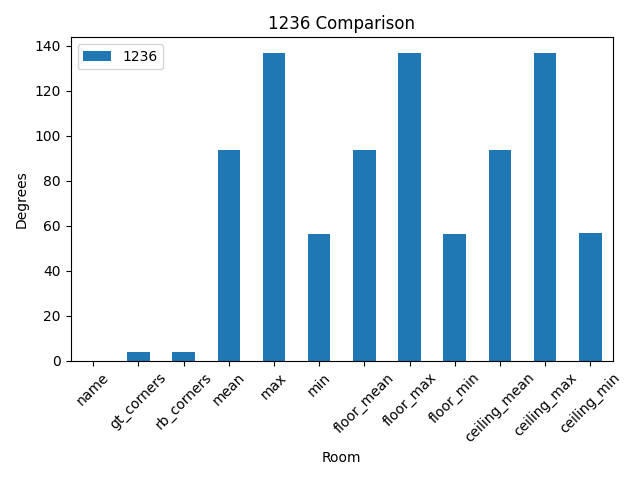 1236 Comparison
1236
Degrees
140
120
100
80
60
40
20
0
name
gt_corners
rb_corners
mean
max
min
floor_mean
floor_max
floor_min
ceiling_mean
ceiling_max
ceiling_min
Room